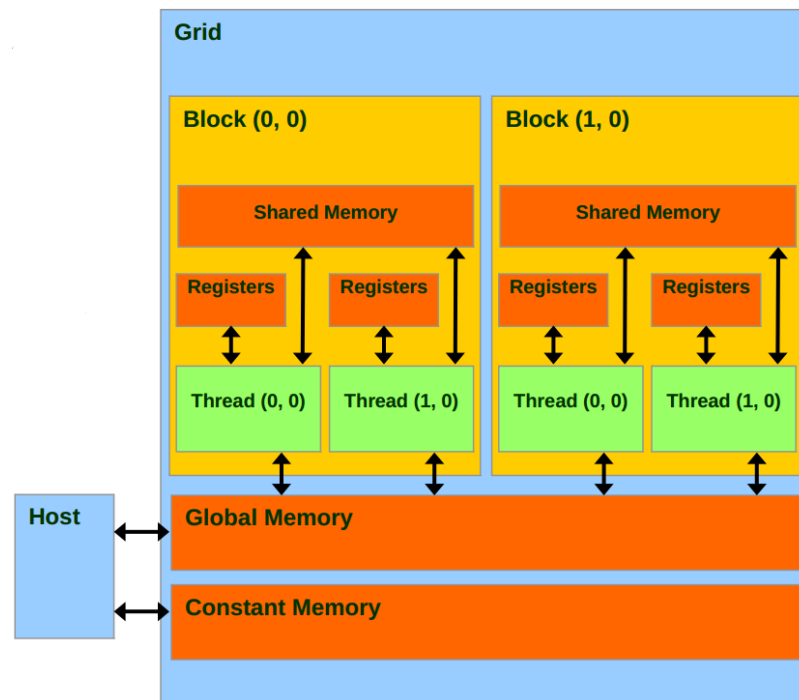 Grid
Block (0, 0)
Block (1, 0)
Shared Memory
Shared Memory
Registers
Registers
Registers
Registers
Thread (0, 0)
Thread (1, 0)
Thread (0, 0)
Thread (1, 0)
Host
Global Memory
Constant Memory